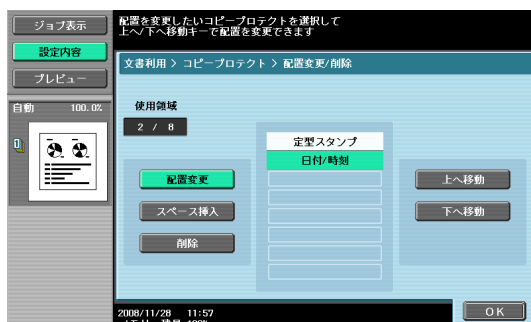 ジョブ表示
設定内容
プレビュー
自動 100.0%
1
配置を変更したいコピープロテクトを選択して
上へ/下へ移動キーで配置を変更できます
文書利用 > コピープロテクト > 配置変更/削除
使用領域
2 / 8
配置変更
スペース挿入
削除
定型スタンプ
日付/時刻
上へ移動
下へ移動
2008/11/28 11:57
OK